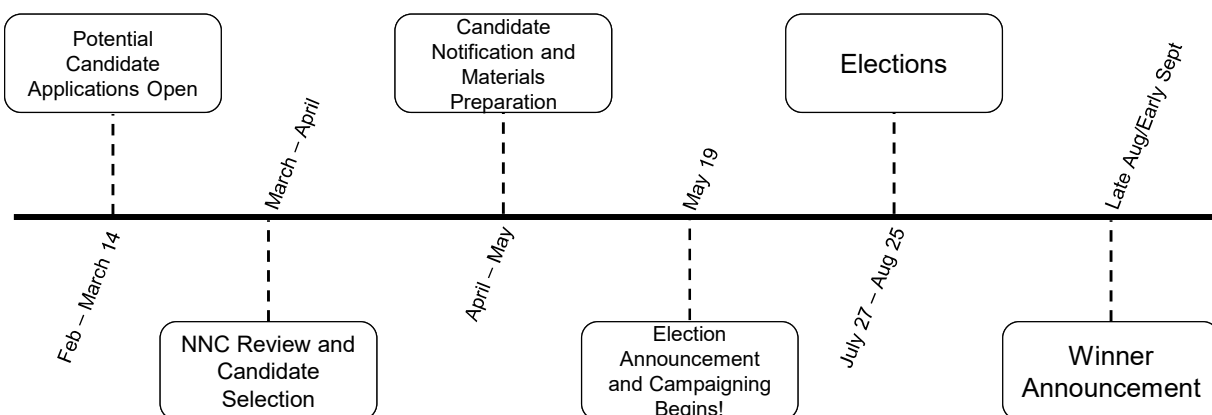 Potential
Candidate
Applications Open
Feb – March 14
March – April
NNC Review and
Candidate
Selection
Candidate
Notification and
Materials
Preparation
April – May
May 19
Election
Announcement
and Campaigning
Begins!
Elections
July 27 – Aug 25
Late Aug/Early Sept
Winner
Announcement